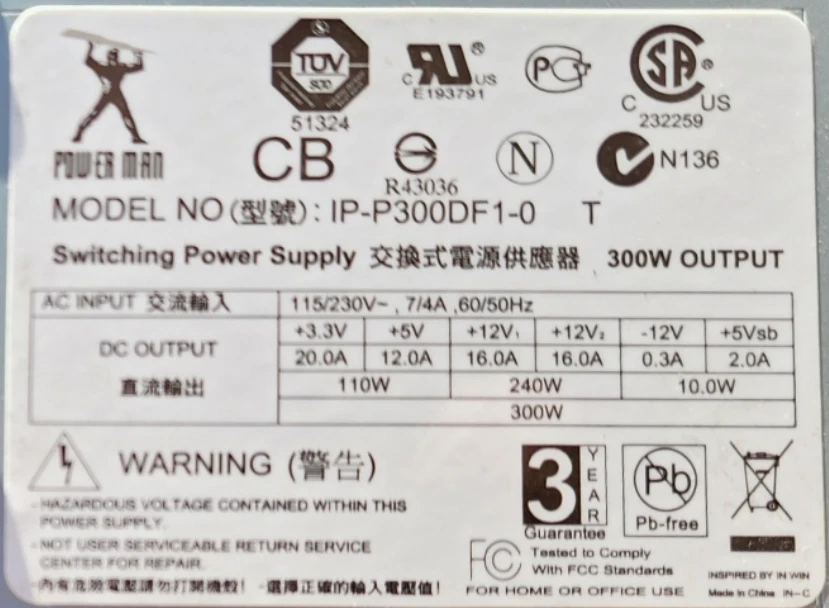 TÜV
SÜD
51324
C RU US
E193791
PCT
C SA US
232259
POWER MAN
CB
R43036
N
N136
MODEL NO(型號): IP-P300DF1-0 T
Switching Power Supply 交換式電源供應器 300W OUTPUT
AC INPUT 交流輸入 115/230V~ , 7/4A ,60/50Hz
DC OUTPUT
直流輸出
+3.3V +5V +12V₁ +12V₂ -12V +5Vsb
20.0A 12.0A 16.0A 16.0A 0.3A 2.0A
110W 240W 10.0W
300W
WARNING (警告)
-HAZARDOUS VOLTAGE CONTAINED WITHIN THIS
POWER SUPPLY.
-NOT USER SERVICEABLE RETURN SERVICE
CENTER FOR REPAIR.
-內有危險電壓請勿打開機殼! -選擇正確的輸入電壓值!
3 YEAR
Guarantee
Pb
Pb-free
FC Tested to Comply
With FCC Standards
FOR HOME OR OFFICE USE
INSPIRED BY IN WIN
Made in China IN-C